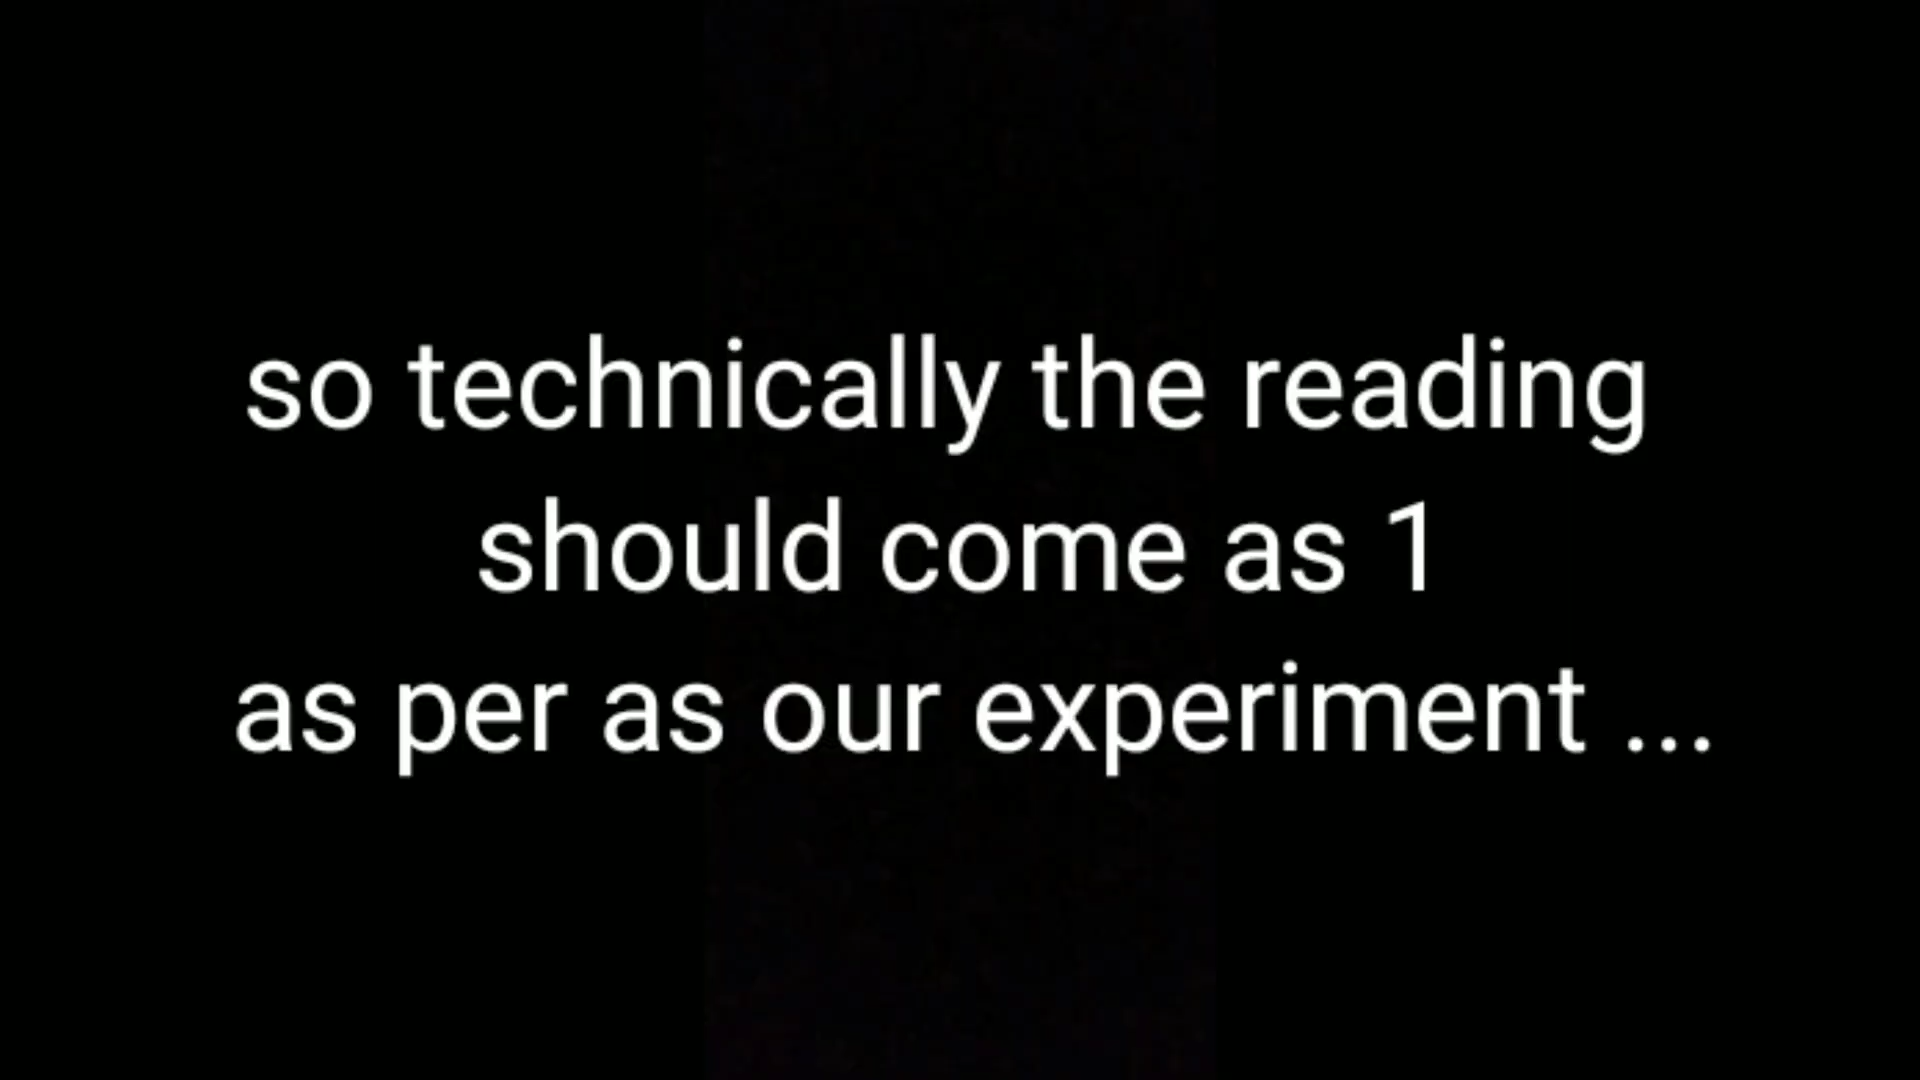 so technically the reading
should come as 1
as per as our experiment ...